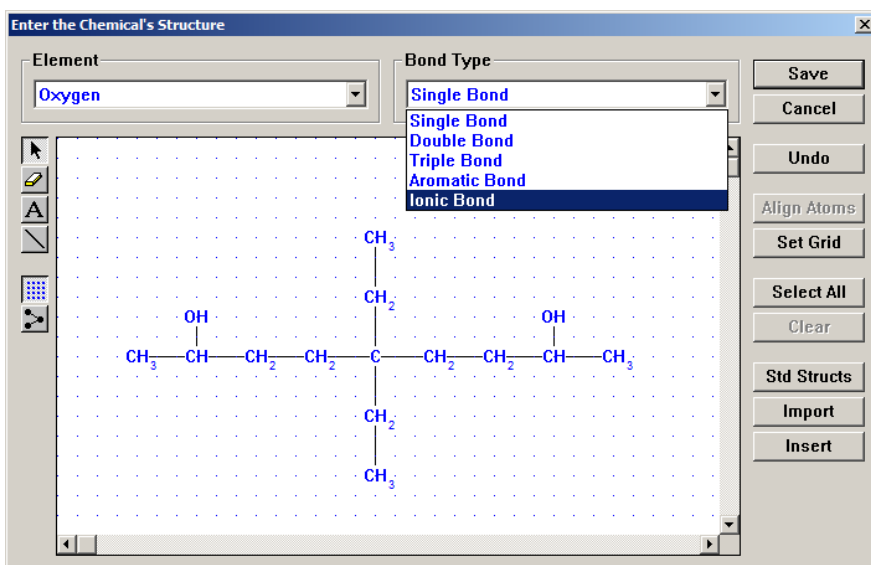 Enter the Chemical's Structure
Element
Oxygen
Bond Type
Single Bond
Single Bond
Double Bond
Triple Bond
Aromatic Bond
Ionic Bond
Save
Cancel
Undo
Align Atoms
Set Grid
Select All
Clear
Std Structs
Import
Insert
A
CH3
CH2
OH OH
CH3 CH CH2 CH2 C CH2 CH2 CH CH3
CH2
CH3